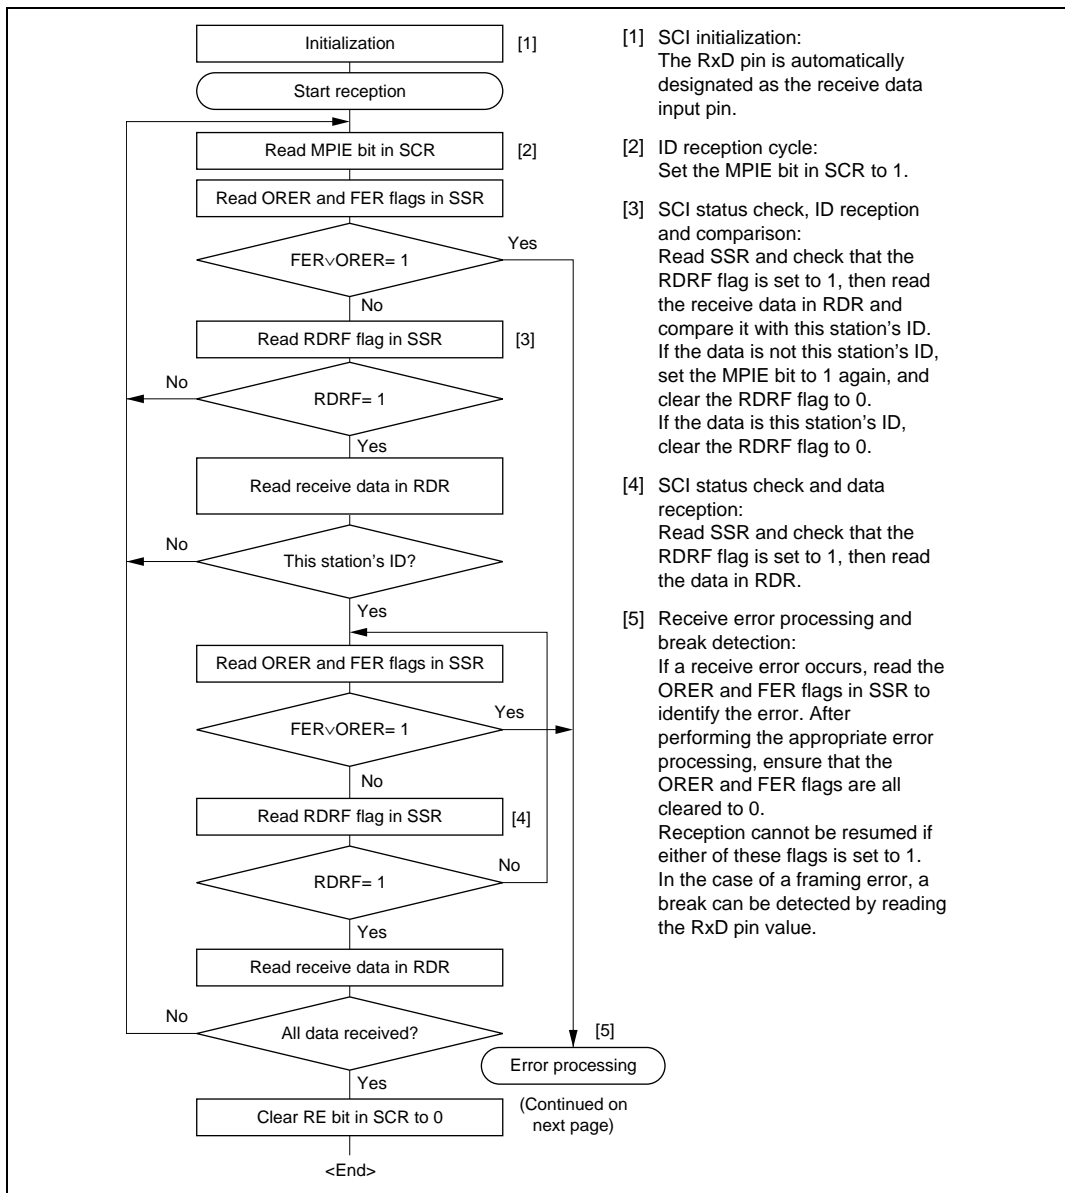 Initialization
[1]
Start reception
Read MPIE bit in SCR
[2]
Read ORER and FER flags in SSR
Yes
FER∨ORER= 1
No
Read RDRF flag in SSR
[3]
No
RDRF= 1
Yes
Read receive data in RDR
No
This station's ID?
Yes
Read ORER and FER flags in SSR
Yes
FER∨ORER= 1
No
Read RDRF flag in SSR
[4]
No
RDRF= 1
Yes
Read receive data in RDR
No
All data received?
[5]
Error processing
Yes
(Continued on
next page)
Clear RE bit in SCR to 0
<End>
[1] SCI initialization:
The RxD pin is automatically
designated as the receive data
input pin.
[2] ID reception cycle:
Set the MPIE bit in SCR to 1.
[3] SCI status check, ID reception
and comparison:
Read SSR and check that the
RDRF flag is set to 1, then read
the receive data in RDR and
compare it with this station's ID.
If the data is not this station's ID,
set the MPIE bit to 1 again, and
clear the RDRF flag to 0.
If the data is this station's ID,
clear the RDRF flag to 0.
[4] SCI status check and data
reception:
Read SSR and check that the
RDRF flag is set to 1, then read
the data in RDR.
[5] Receive error processing and
break detection:
If a receive error occurs, read the
ORER and FER flags in SSR to
identify the error. After
performing the appropriate error
processing, ensure that the
ORER and FER flags are all
cleared to 0.
Reception cannot be resumed if
either of these flags is set to 1.
In the case of a framing error, a
break can be detected by reading
the RxD pin value.